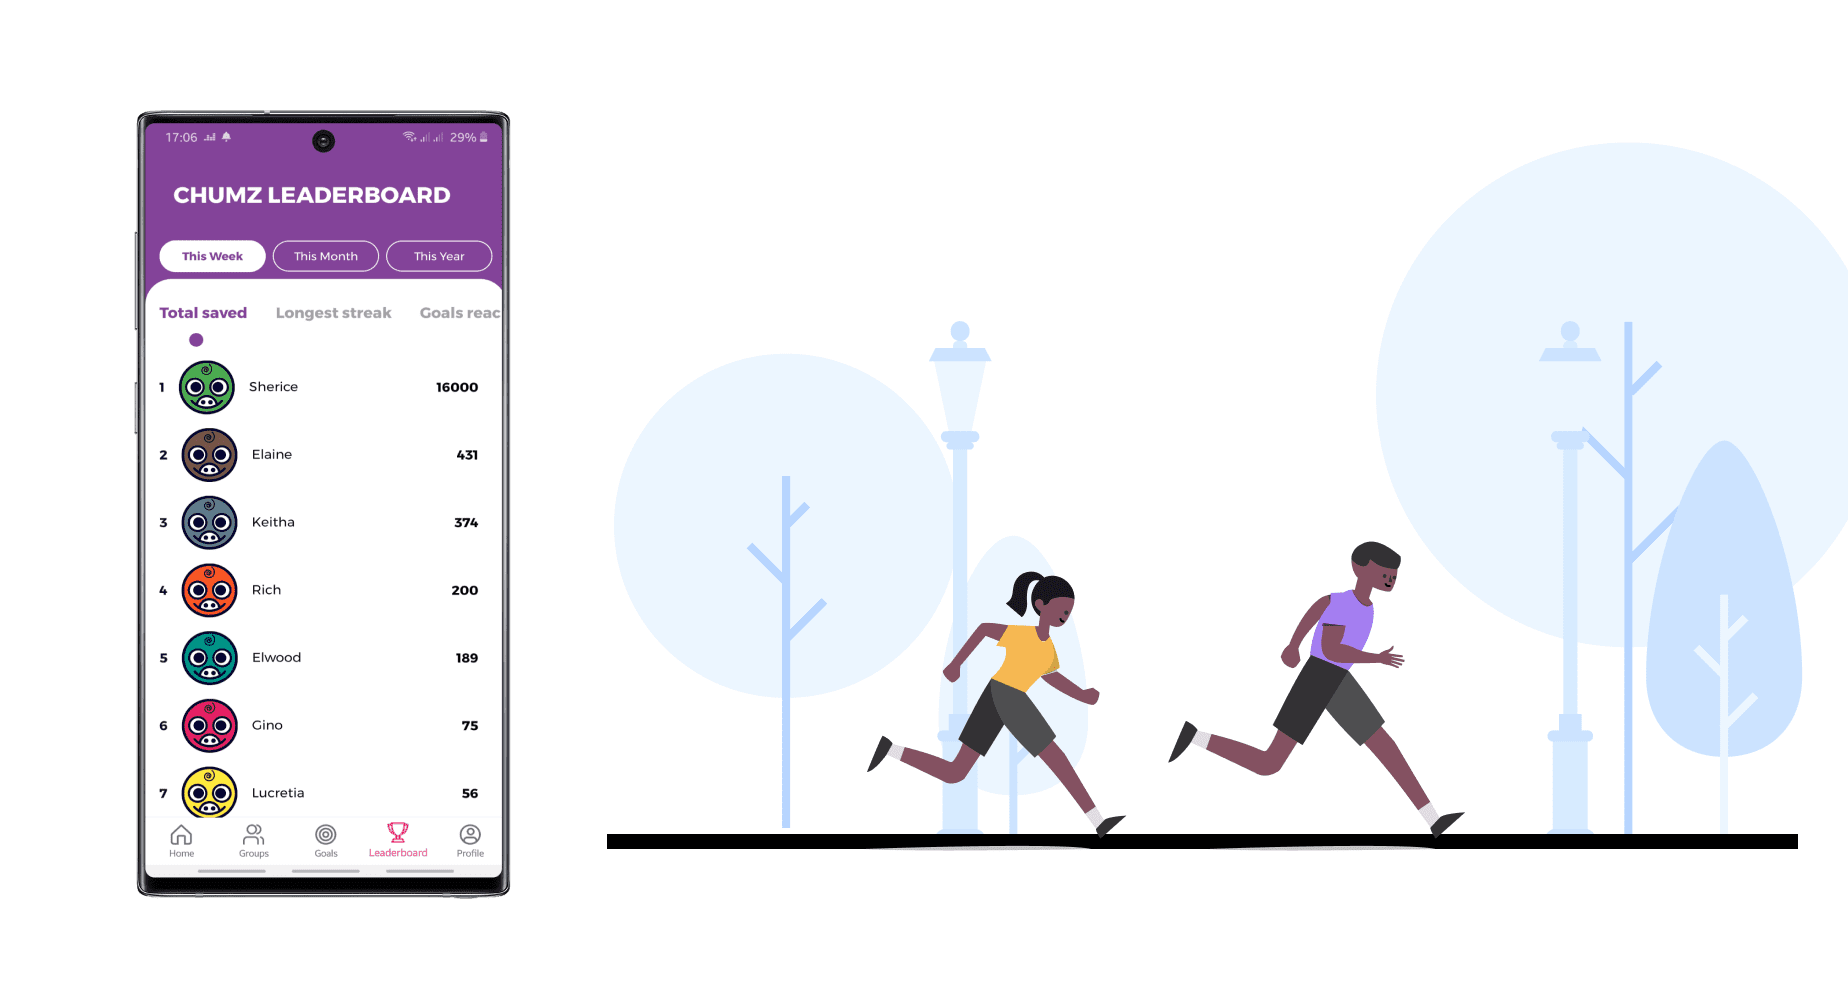 17:06 29%
CHUMZ LEADERBOARD
This Week This Month This Year
Total saved Longest streak Goals reac
1 Sherice 16000
2 Elaine 431
3 Keitha 374
4 Rich 200
5 Elwood 189
6 Gino 75
7 Lucretia 56
Home Groups Goals Leaderboard Profile